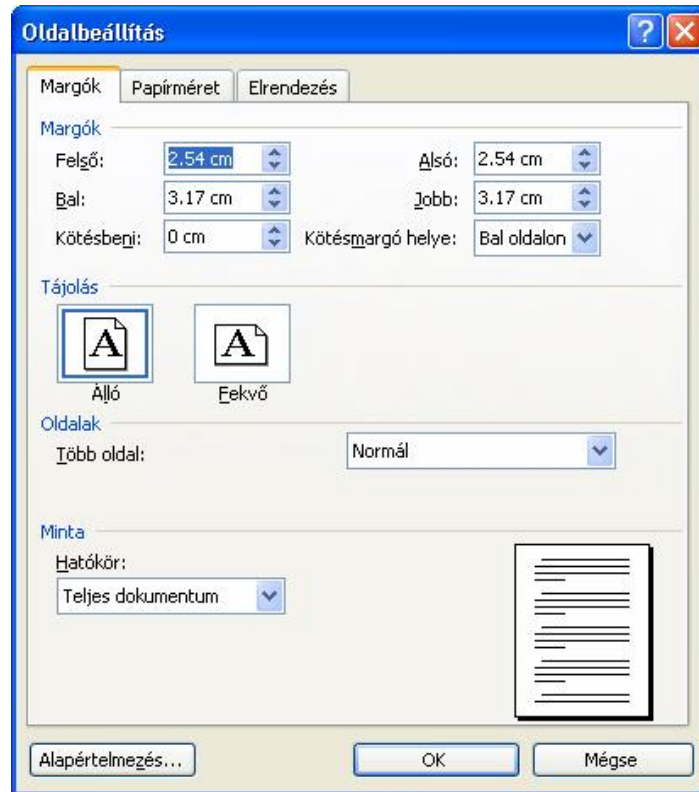 Oldalbeállítás
Margók Papírméret Elrendezés
Margók
Felső: 2.54 cm Alsó: 2.54 cm
Bal: 3.17 cm Jobb: 3.17 cm
Kötésbeni: 0 cm Kötésmargó helye: Bal oldalon
Tájolás
A A
Álló Fekvő
Oldalak
Több oldal: Normál
Minta
Hatókör:
Teljes dokumentum
Alapértelmezés... OK Mégse